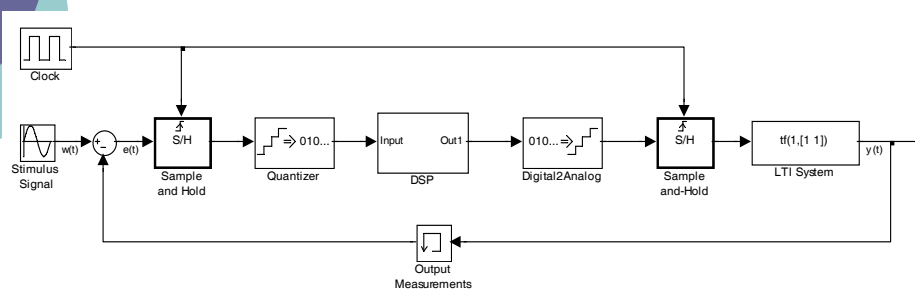 Clock
S/H
S/H
+
−
w(t)
e(t)
010...
Input
Out1
010...
tf(1,[1 1])
y(t)
Stimulus
Signal
Sample
and Hold
Quantizer
DSP
Digital2Analog
Sample
and-Hold
LTI System
Output
Measurements